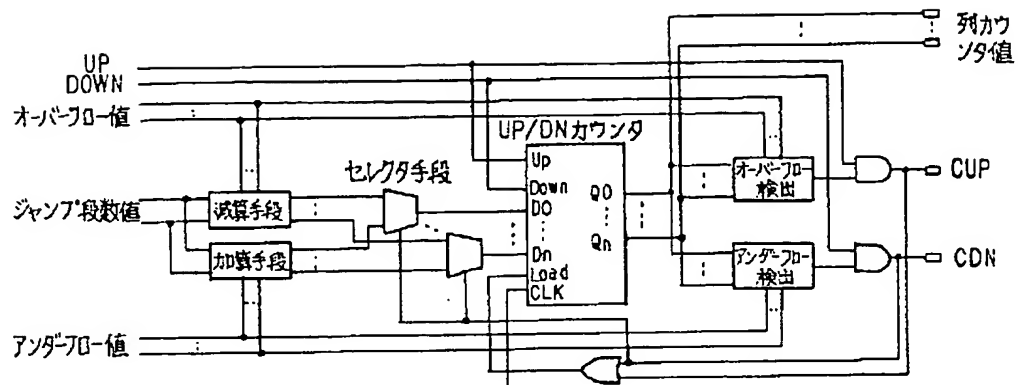 列カウ
ンタ値
UP
DOWN
オーバーフロー値
UP/DNカウンタ
セレクタ手段
Up
Down
D0
Dn
Load
CLK
Q0
Qn
オーバーフロー
検出
CUP
ジャンプ段数値
減算手段
加算手段
アンダーフロー
検出
CDN
アンダーフロー値